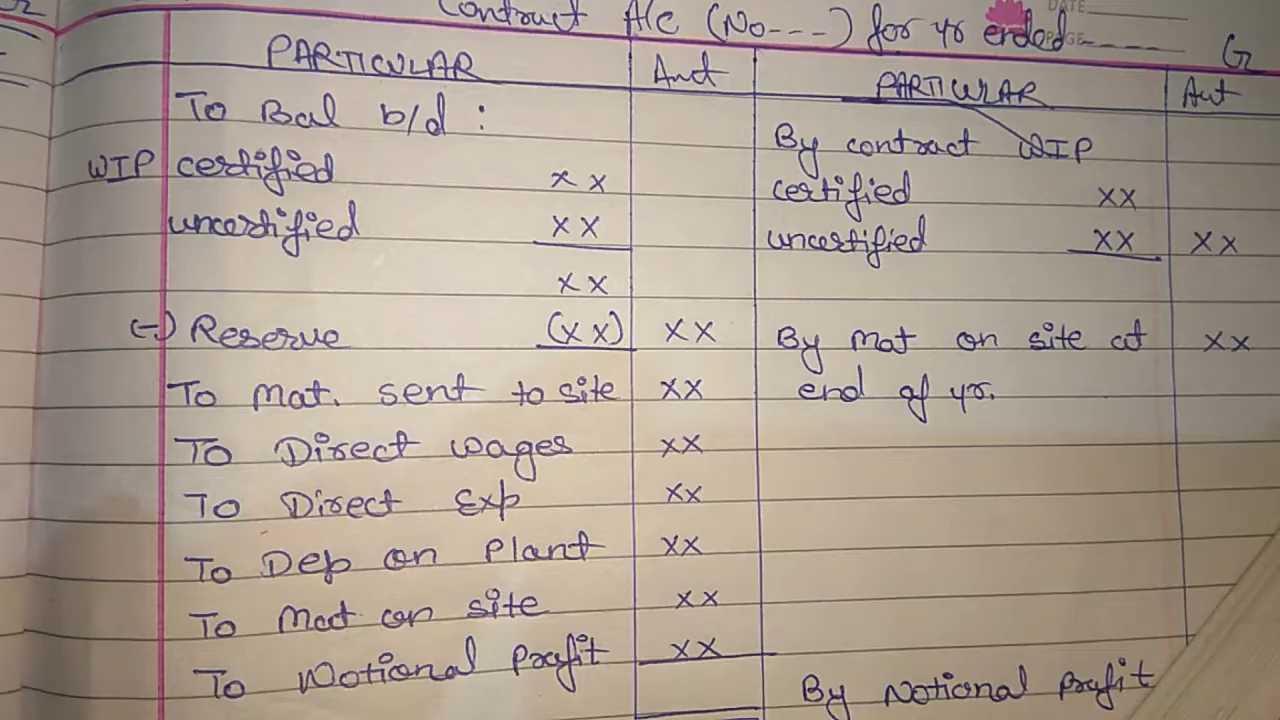 DATE
Contract A/c (No---) for yr ended -----
PARTICULAR Amt PARTICULAR Amt
To Bal b/d :
By contract WIP
WIP certified xx
certified xx
uncertified xx
uncertified xx xx
xx
(-) Reserve (xx) xx
By Mat on site at xx
end of yr.
To Mat. sent to site xx
To Direct wages xx
To Direct Exp xx
To Dep on Plant xx
To Mat on site xx
To Notional Profit xx
By Notional Profit